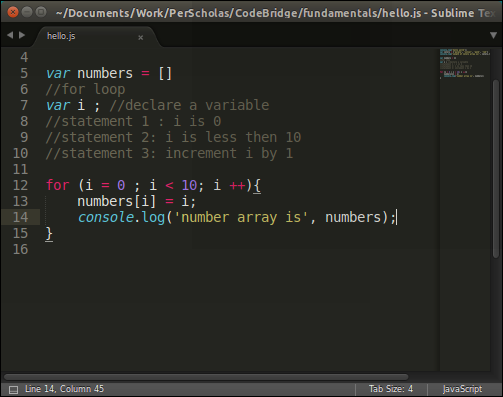 ~/Documents/Work/PerScholas/CodeBridge/fundamentals/hello.js - Sublime Te
hello.js
4
5 var numbers = []
6 //for loop
7 var i ; //declare a variable
8 //statement 1 : i is 0
9 //statement 2: i is less then 10
10 //statement 3: increment i by 1
11
12 for (i = 0 ; i < 10; i ++){
13 numbers[i] = i;
14 console.log('number array is', numbers);
15 }
16
Line 14, Column 45 Tab Size: 4 JavaScript